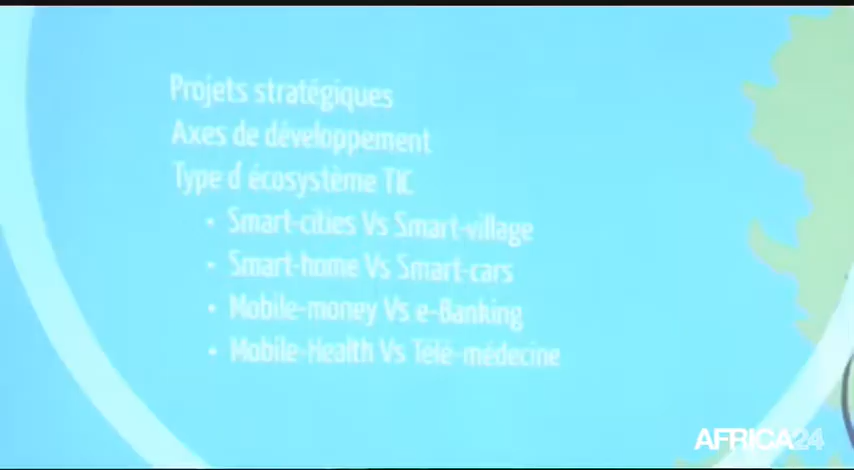 Projets stratégiques
Axes de développement
Type d écosystème TIC
• Smart-cities Vs Smart-village
• Smart-home Vs Smart-cars
• Mobile-money Vs e-Banking
• Mobile-Health Vs Télé-médecine
AFRICA24